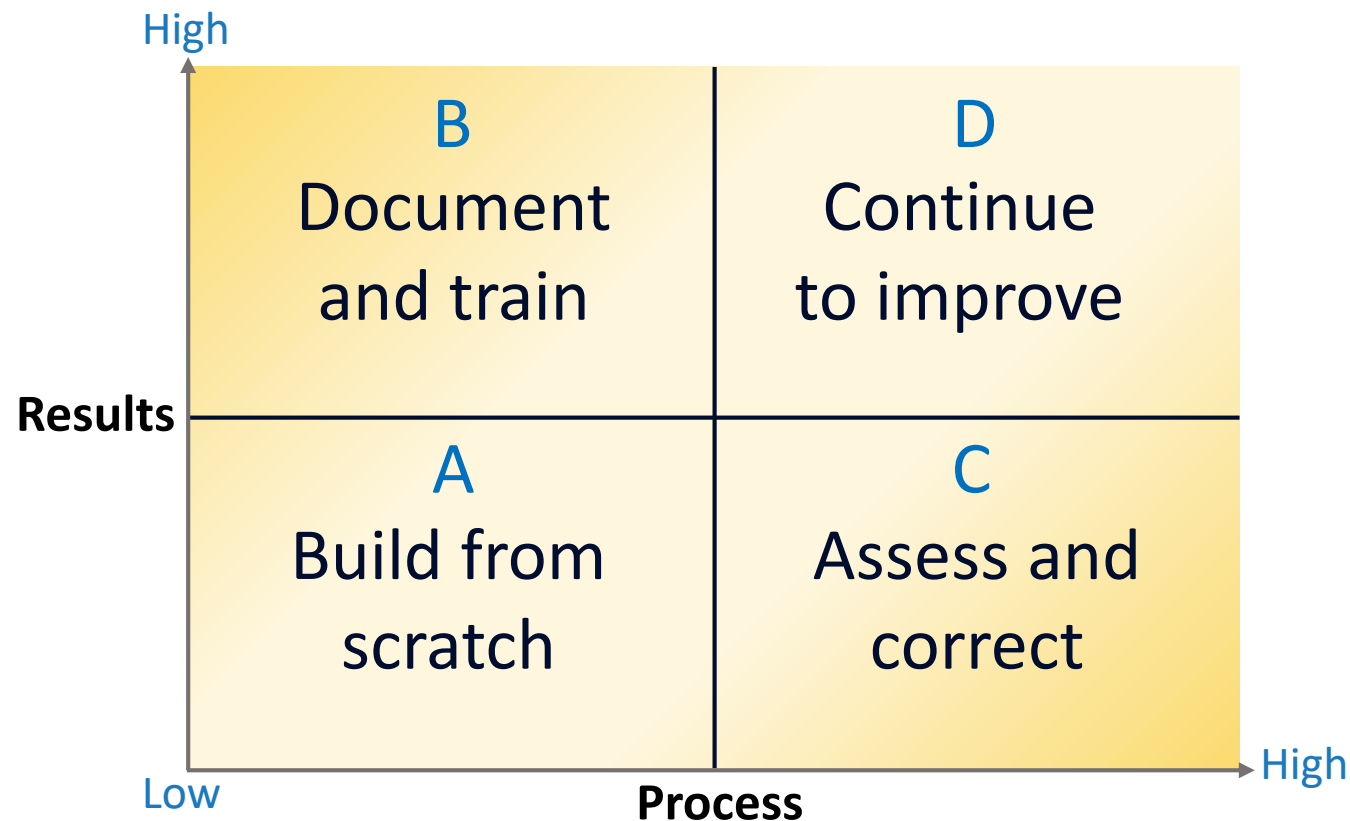 High
B
Document
and train
D
Continue
to improve
Results
A
Build from
scratch
C
Assess and
correct
Low
Process
High